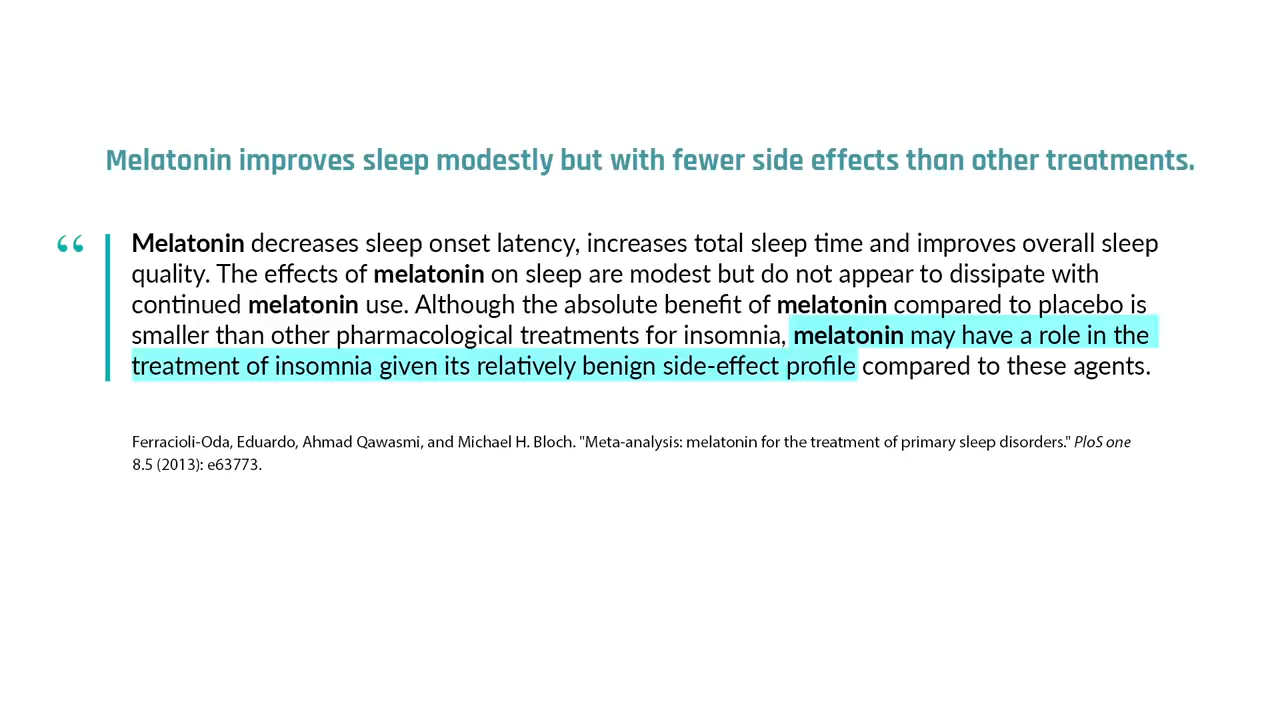 Melatonin improves sleep modestly but with fewer side effects than other treatments.
“
Melatonin decreases sleep onset latency, increases total sleep time and improves overall sleep
quality. The effects of melatonin on sleep are modest but do not appear to dissipate with
continued melatonin use. Although the absolute benefit of melatonin compared to placebo is
smaller than other pharmacological treatments for insomnia, melatonin may have a role in the
treatment of insomnia given its relatively benign side-effect profile compared to these agents.
Ferracioli-Oda, Eduardo, Ahmad Qawasmi, and Michael H. Bloch. "Meta-analysis: melatonin for the treatment of primary sleep disorders." PloS one
8.5 (2013): e63773.